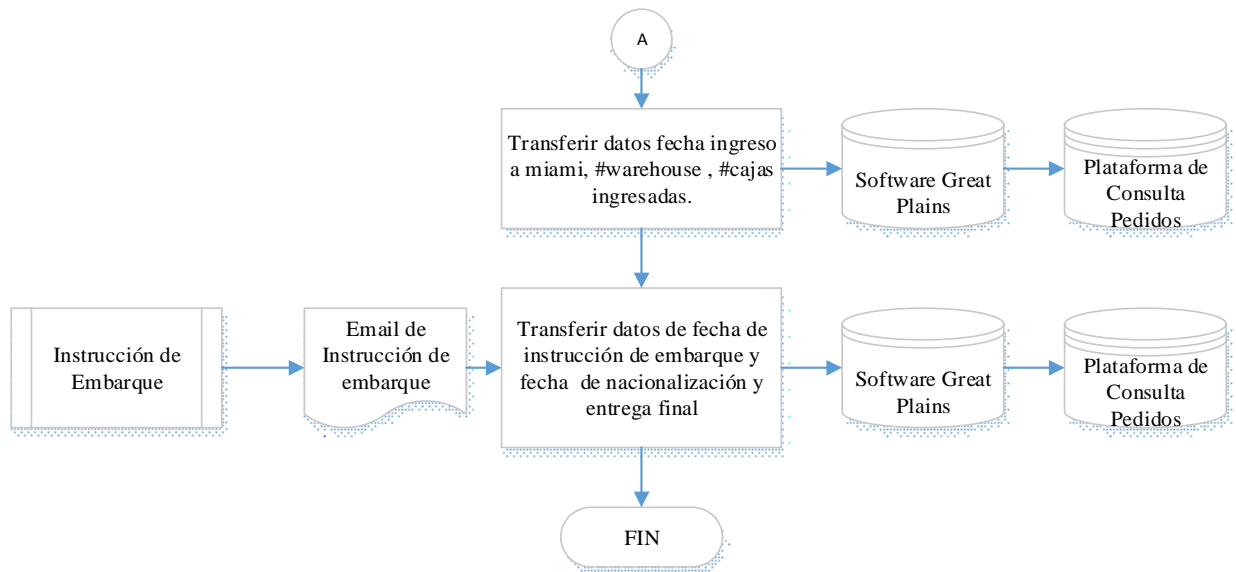 A
Transferir datos fecha ingreso
a miami, #warehouse , #cajas
ingresadas.
Software Great
Plains
Plataforma de
Consulta
Pedidos
Instrucción de
Embarque
Email de
Instrucción de
embarque
Transferir datos de fecha de
instrucción de embarque y
fecha de nacionalización y
entrega final
Software Great
Plains
Plataforma de
Consulta
Pedidos
FIN